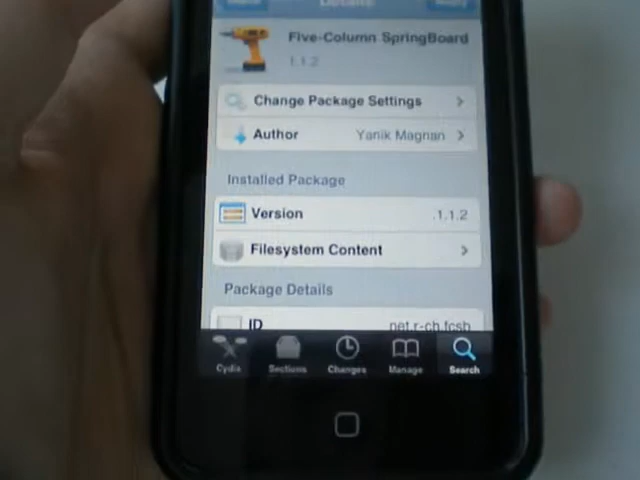 Details
Five-Column SpringBoard
1.1.2
Change Package Settings
Author Yanik Magnan
Installed Package
Version 1.1.2
Filesystem Content
Package Details
ID net.r-ch.fcsb
Cydia Sections Changes Manage Search